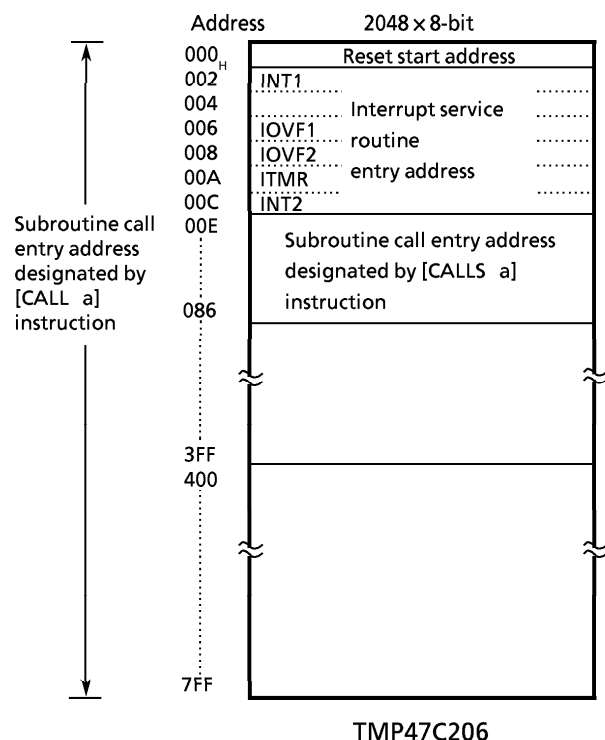 Address 2048 × 8-bit
000H Reset start address
002 INT1
004 Interrupt service
006 IOVF1 routine
008 IOVF2
00A ITMR entry address
00C INT2
00E
Subroutine call entry address
designated by [CALLS a]
instruction
086
Subroutine call
entry address
designated by
[CALL a]
instruction
3FF
400
7FF
TMP47C206